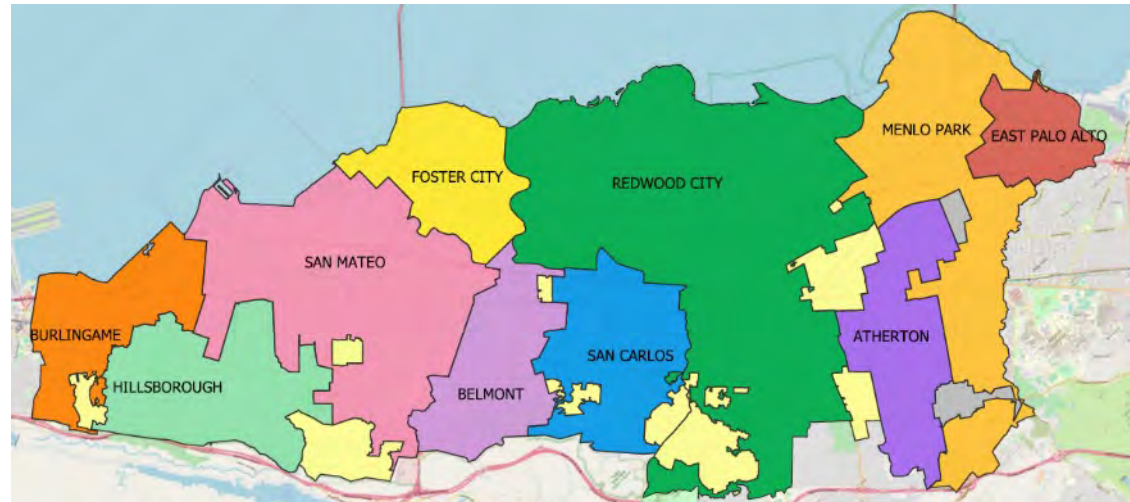 MENLO PARK
EAST PALO ALTO
FOSTER CITY
REDWOOD CITY
SAN MATEO
BURLINGAME
ATHERTON
SAN CARLOS
HILLSBOROUGH
BELMONT